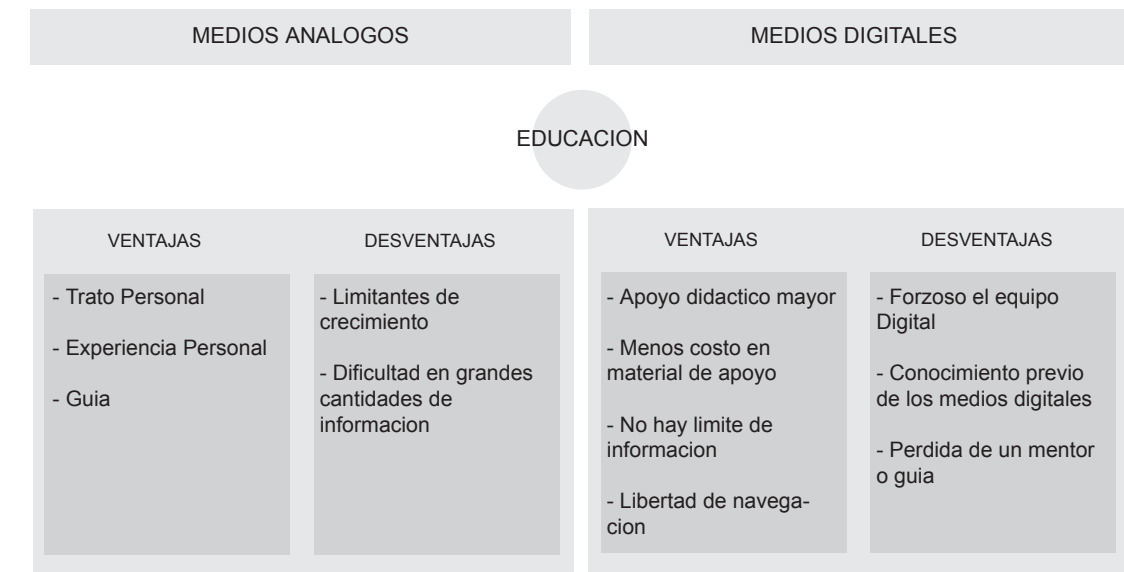 MEDIOS ANALOGOS
MEDIOS DIGITALES
EDUCACION
VENTAJAS
- Trato Personal
- Experiencia Personal
- Guia
DESVENTAJAS
- Limitantes de
crecimiento
- Dificultad en grandes
cantidades de
informacion
VENTAJAS
- Apoyo didactico mayor
- Menos costo en
material de apoyo
- No hay limite de
informacion
- Libertad de navega-
cion
DESVENTAJAS
- Forzoso el equipo
Digital
- Conocimiento previo
de los medios digitales
- Perdida de un mentor
o guia